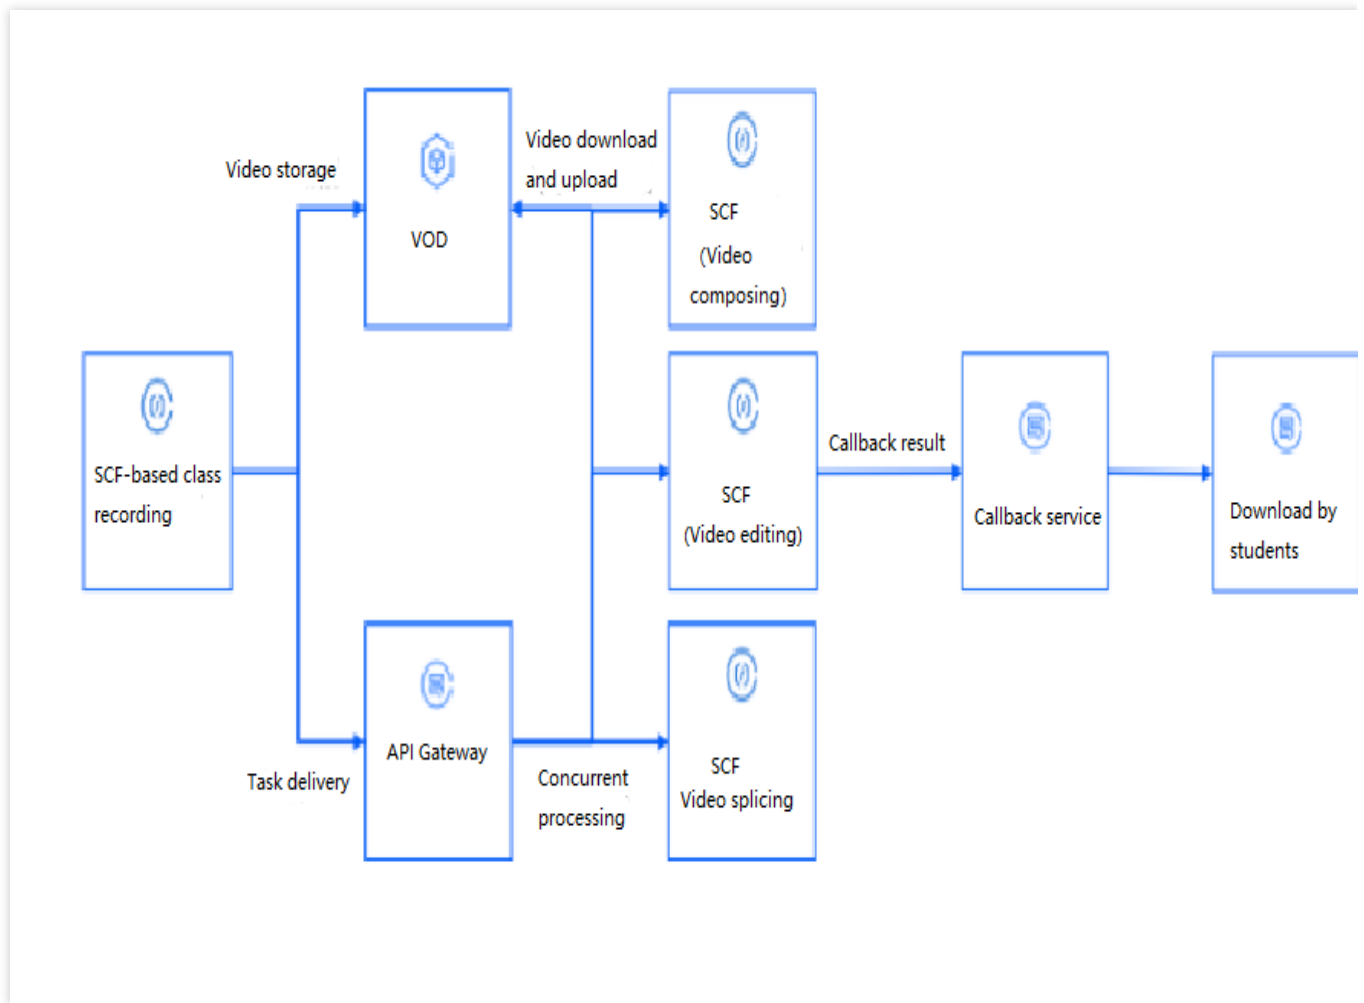 Video storage
VOD
Video download
and upload
SCF
(Video
composing)
SCF-based class
recording
SCF
(Video editing)
Callback result
Callback service
Download by
students
Task delivery
API Gateway
Concurrent
processing
SCF
Video splicing